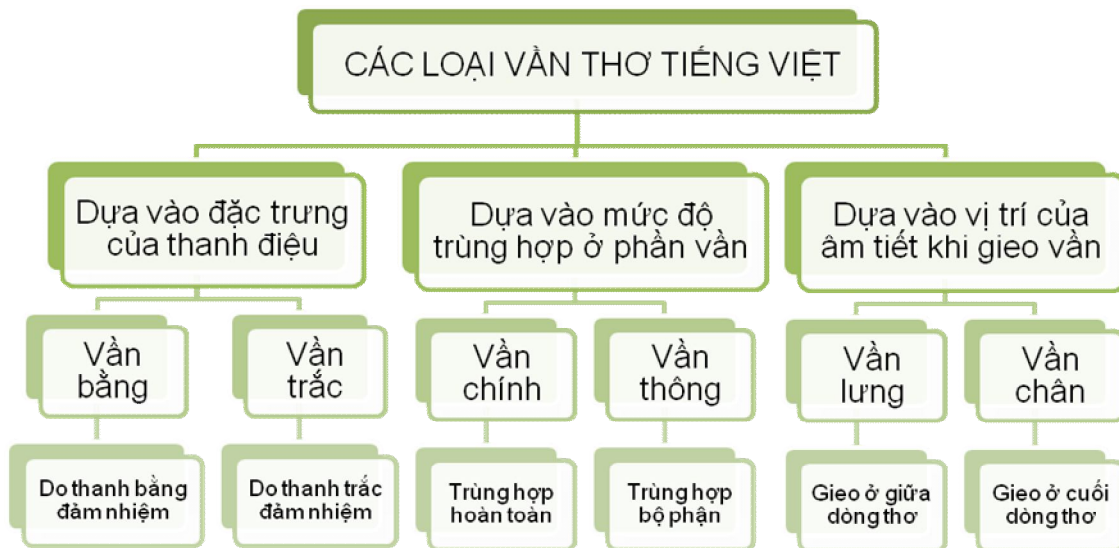 CÁC LOẠI VẦN THƠ TIẾNG VIỆT
Dựa vào đặc trưng
của thanh điệu
Dựa vào mức độ
trùng hợp ở phần vần
Dựa vào vị trí của
âm tiết khi gieo vần
Vần
bằng
Vần
trắc
Vần
chính
Vần
thông
Vần
lưng
Vần
chân
Do thanh bằng
đảm nhiệm
Do thanh trắc
đảm nhiệm
Trùng hợp
hoàn toàn
Trùng hợp
bộ phận
Gieo ở giữa
dòng thơ
Gieo ở cuối
dòng thơ